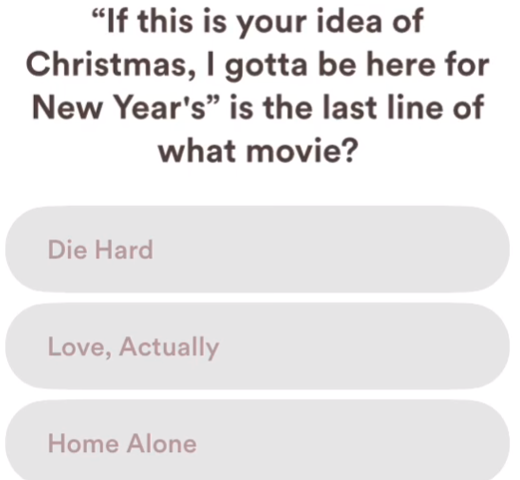 “If this is your idea of
Christmas, I gotta be here for
New Year's” is the last line of
what movie?
Die Hard
Love, Actually
Home Alone